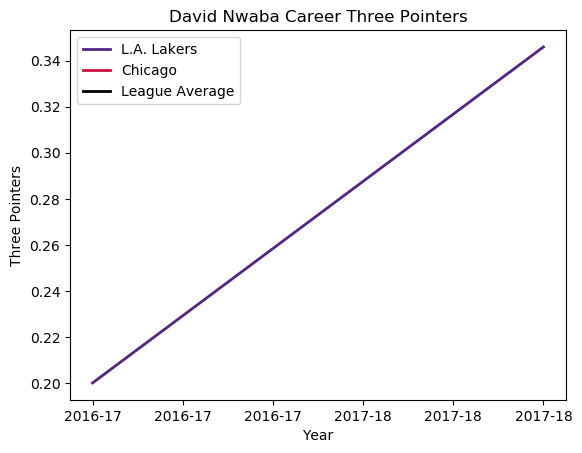 David Nwaba Career Three Pointers
L.A. Lakers
Chicago
League Average
Three Pointers
0.34
0.32
0.30
0.28
0.26
0.24
0.22
0.20
2016-17 2016-17 2016-17 2017-18 2017-18 2017-18
Year